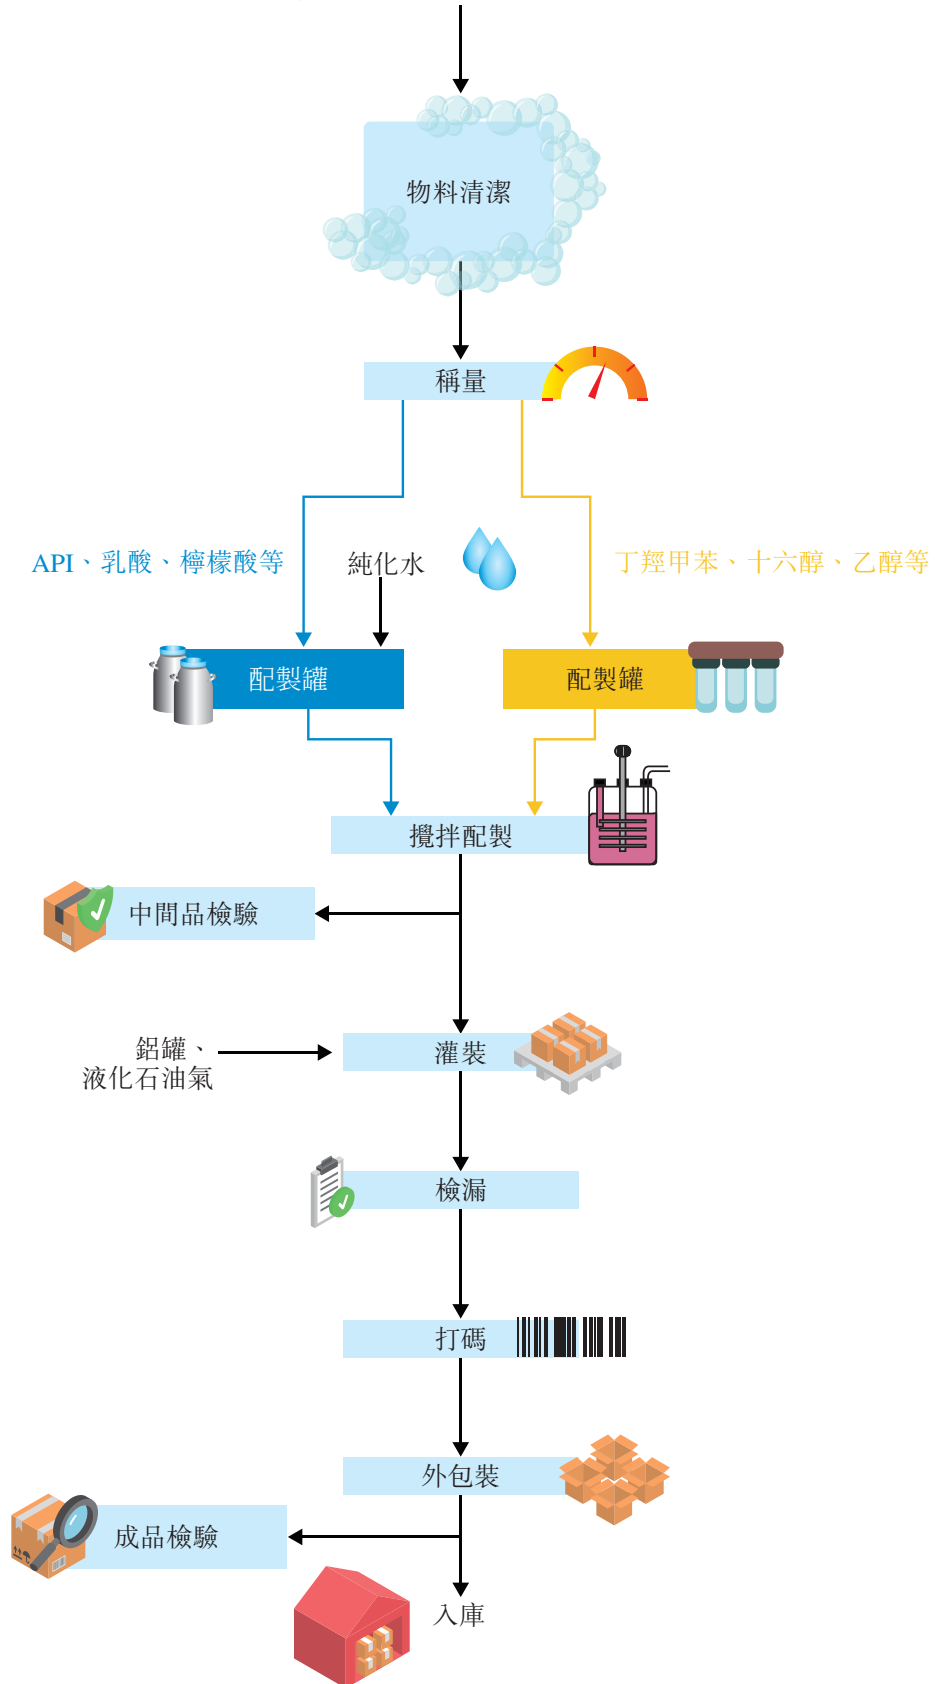 物料清潔
稱量
API、乳酸、檸檬酸等
純化水
丁羥甲苯、十六醇、乙醇等
配製罐
配製罐
攪拌配製
中間品檢驗
鋁罐、
液化石油氣
灌裝
檢漏
打碼
外包裝
成品檢驗
入庫